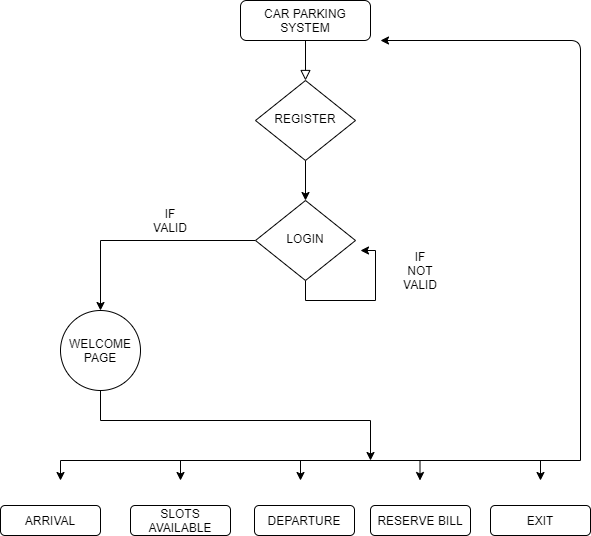 CAR PARKING
SYSTEM
REGISTER
LOGIN
IF
VALID
IF
NOT
VALID
WELCOME
PAGE
ARRIVAL
SLOTS
AVAILABLE
DEPARTURE
RESERVE BILL
EXIT